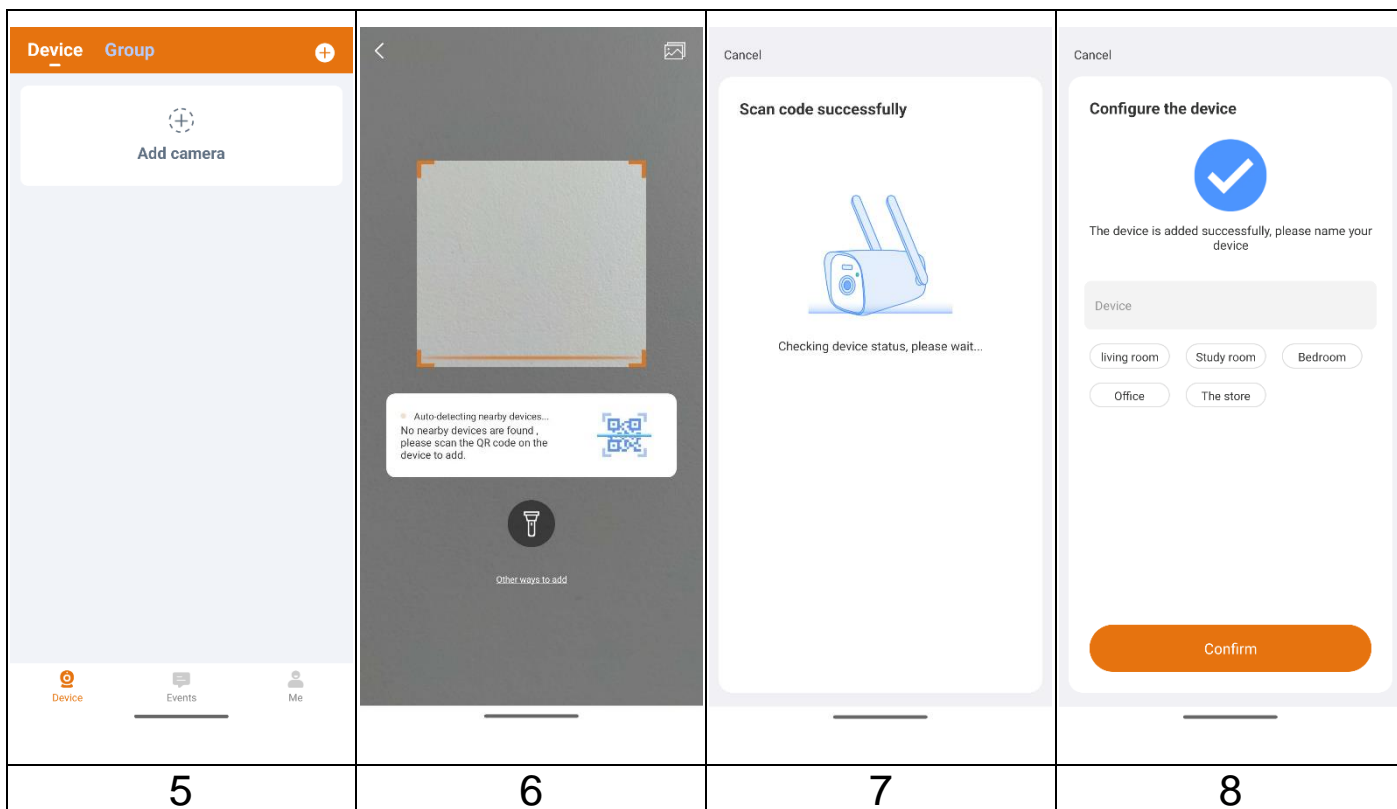 Device Group
Add camera
Device Events Me
5
Auto-detecting nearby devices...
No nearby devices are found ,
please scan the QR code on the
device to add.
Other ways to add
6
Cancel
Scan code successfully
Checking device status, please wait...
7
Cancel
Configure the device
The device is added successfully, please name your
device
Device
living room Study room Bedroom
Office The store
Confirm
8